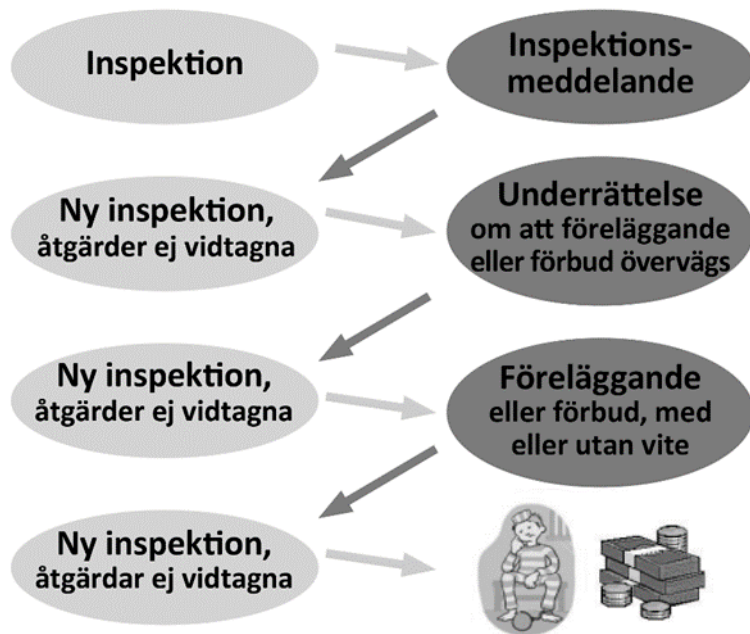 Inspektion
Inspektions-
meddelande
Ny inspektion,
åtgärder ej vidtagna
Underrättelse
om att föreläggande
eller förbud övervägs
Ny inspektion,
åtgärder ej vidtagna
Föreläggande
eller förbud, med
eller utan vite
Ny inspektion,
åtgärdar ej vidtagna